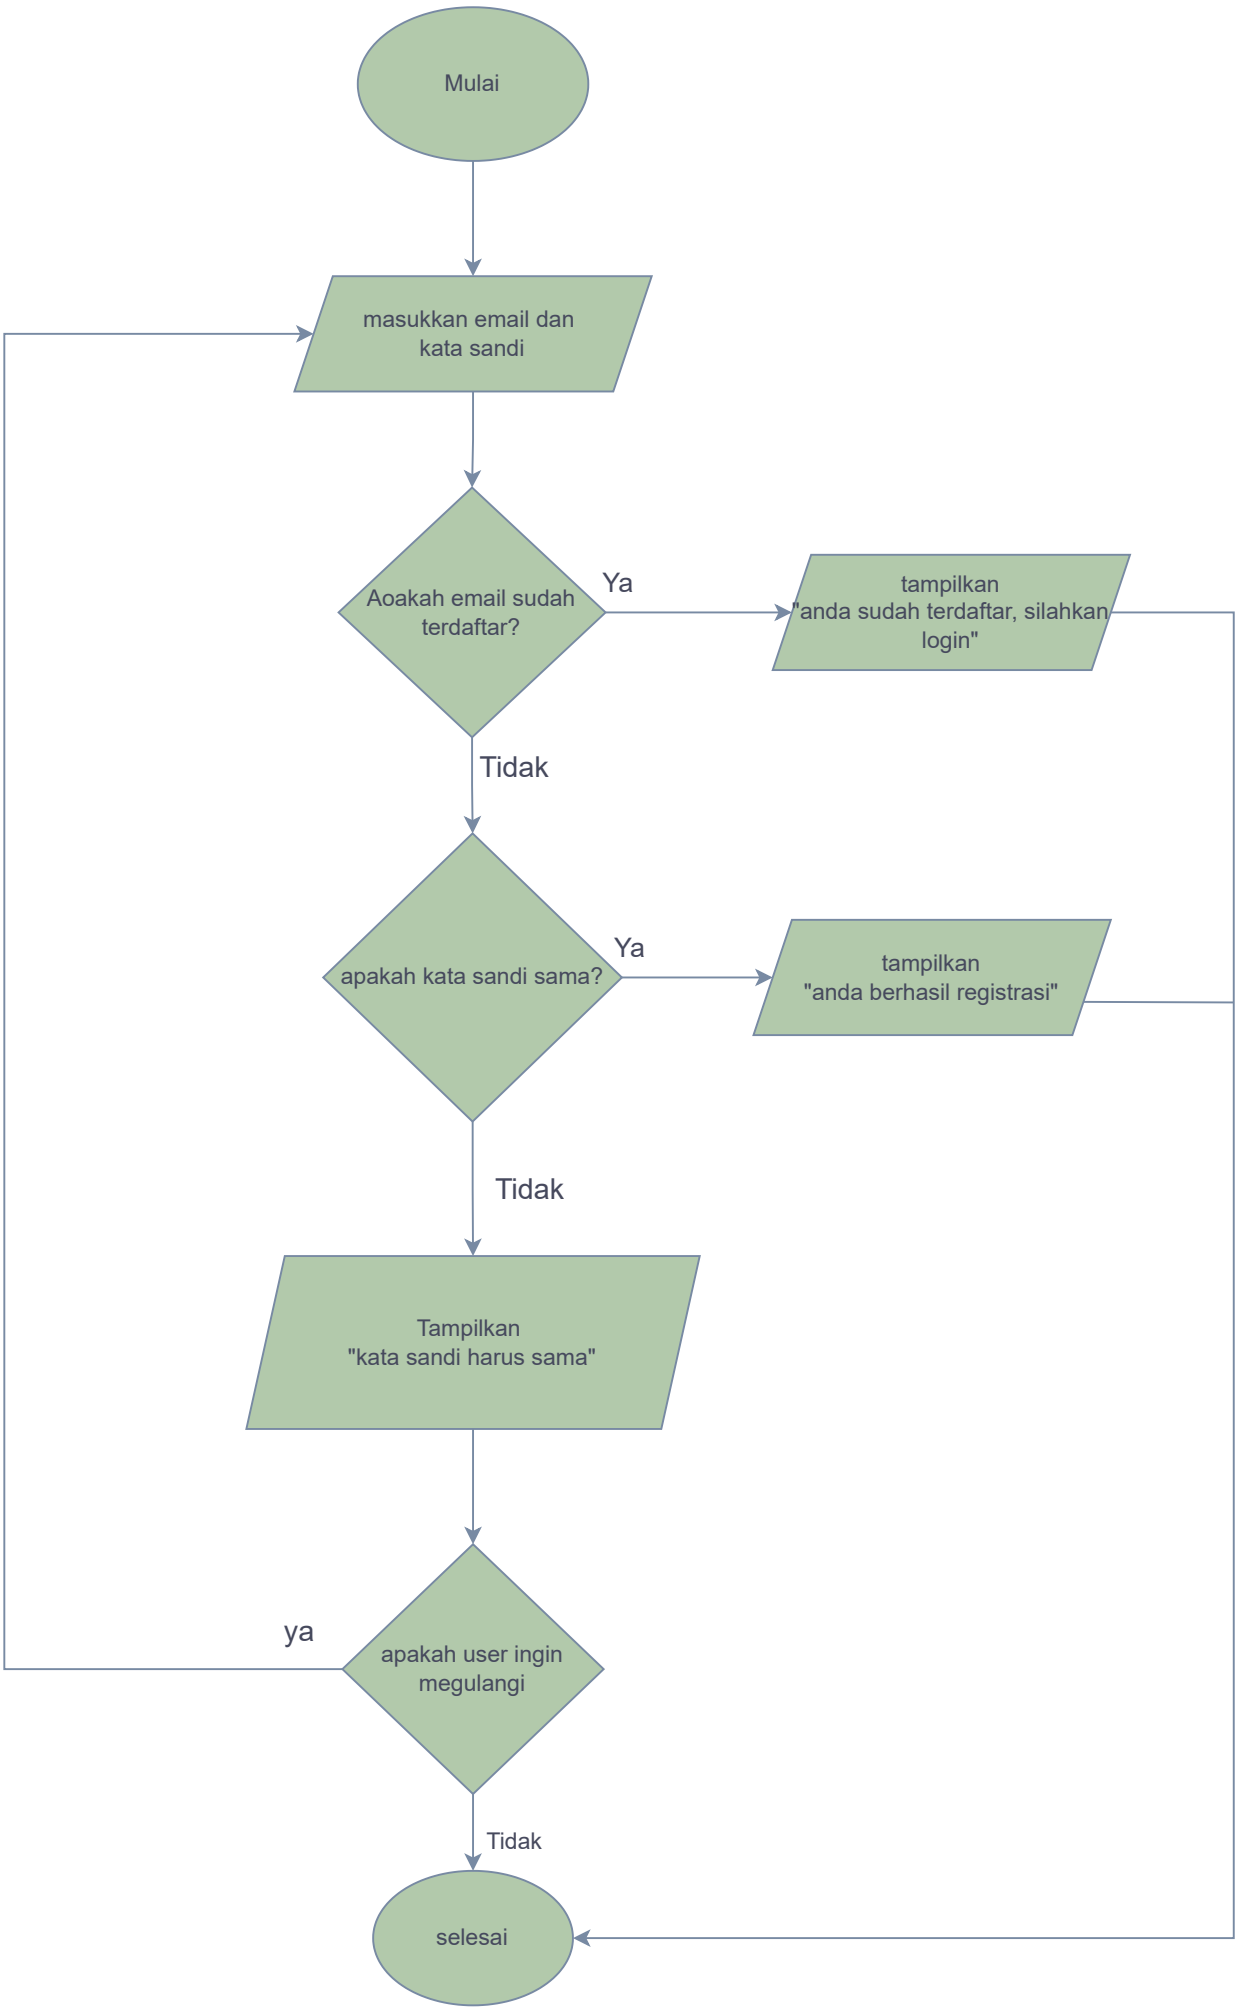 Mulai
masukkan email dan
kata sandi
Aoakah email sudah
terdaftar?
Ya
tampilkan
"anda sudah terdaftar, silahkan
login"
Tidak
apakah kata sandi sama?
Ya
tampilkan
"anda berhasil registrasi"
Tidak
Tampilkan
"kata sandi harus sama"
apakah user ingin
megulangi
ya
Tidak
selesai